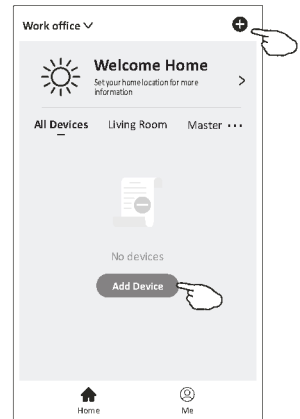 Work office
Welcome Home
Set your home location for more
information
All Devices Living Room Master ...
No devices
Add Device
Home Me